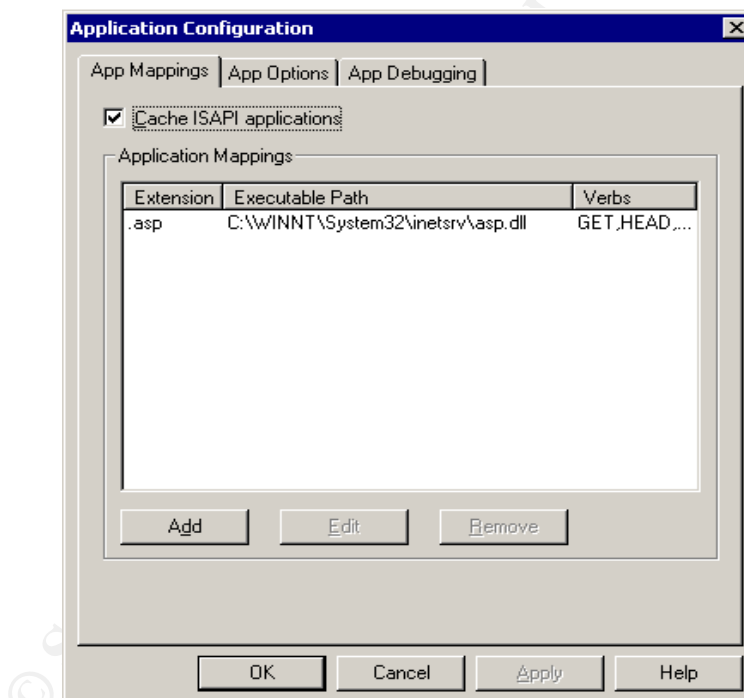 Application Configuration
App Mappings App Options App Debugging
Cache ISAPI applications
Application Mappings
Extension Executable Path Verbs
.asp C:\WINNT\System32\inetsrv\asp.dll GET,HEAD,...
Add Edit Remove
OK Cancel Apply Help
©